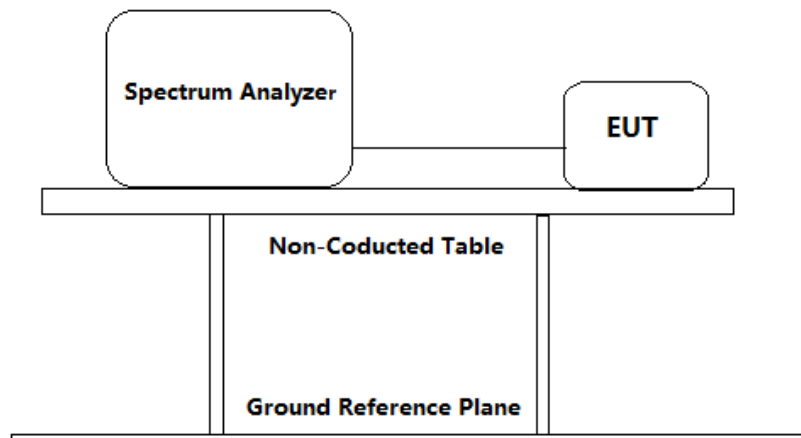 Spectrum Analyzer
EUT
Non-Coducted Table
Ground Reference Plane